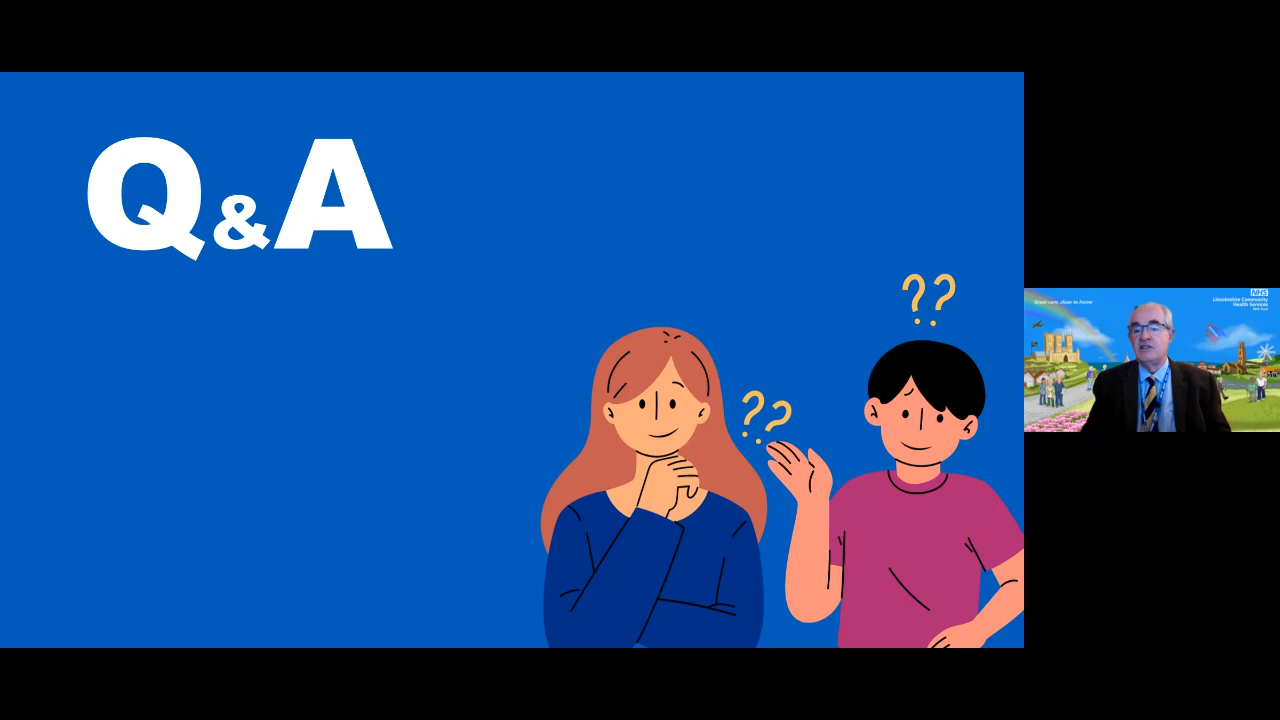 Q&A
??
??
Great care, close to home
NHS
Lincolnshire Community
Health Services
NHS Trust